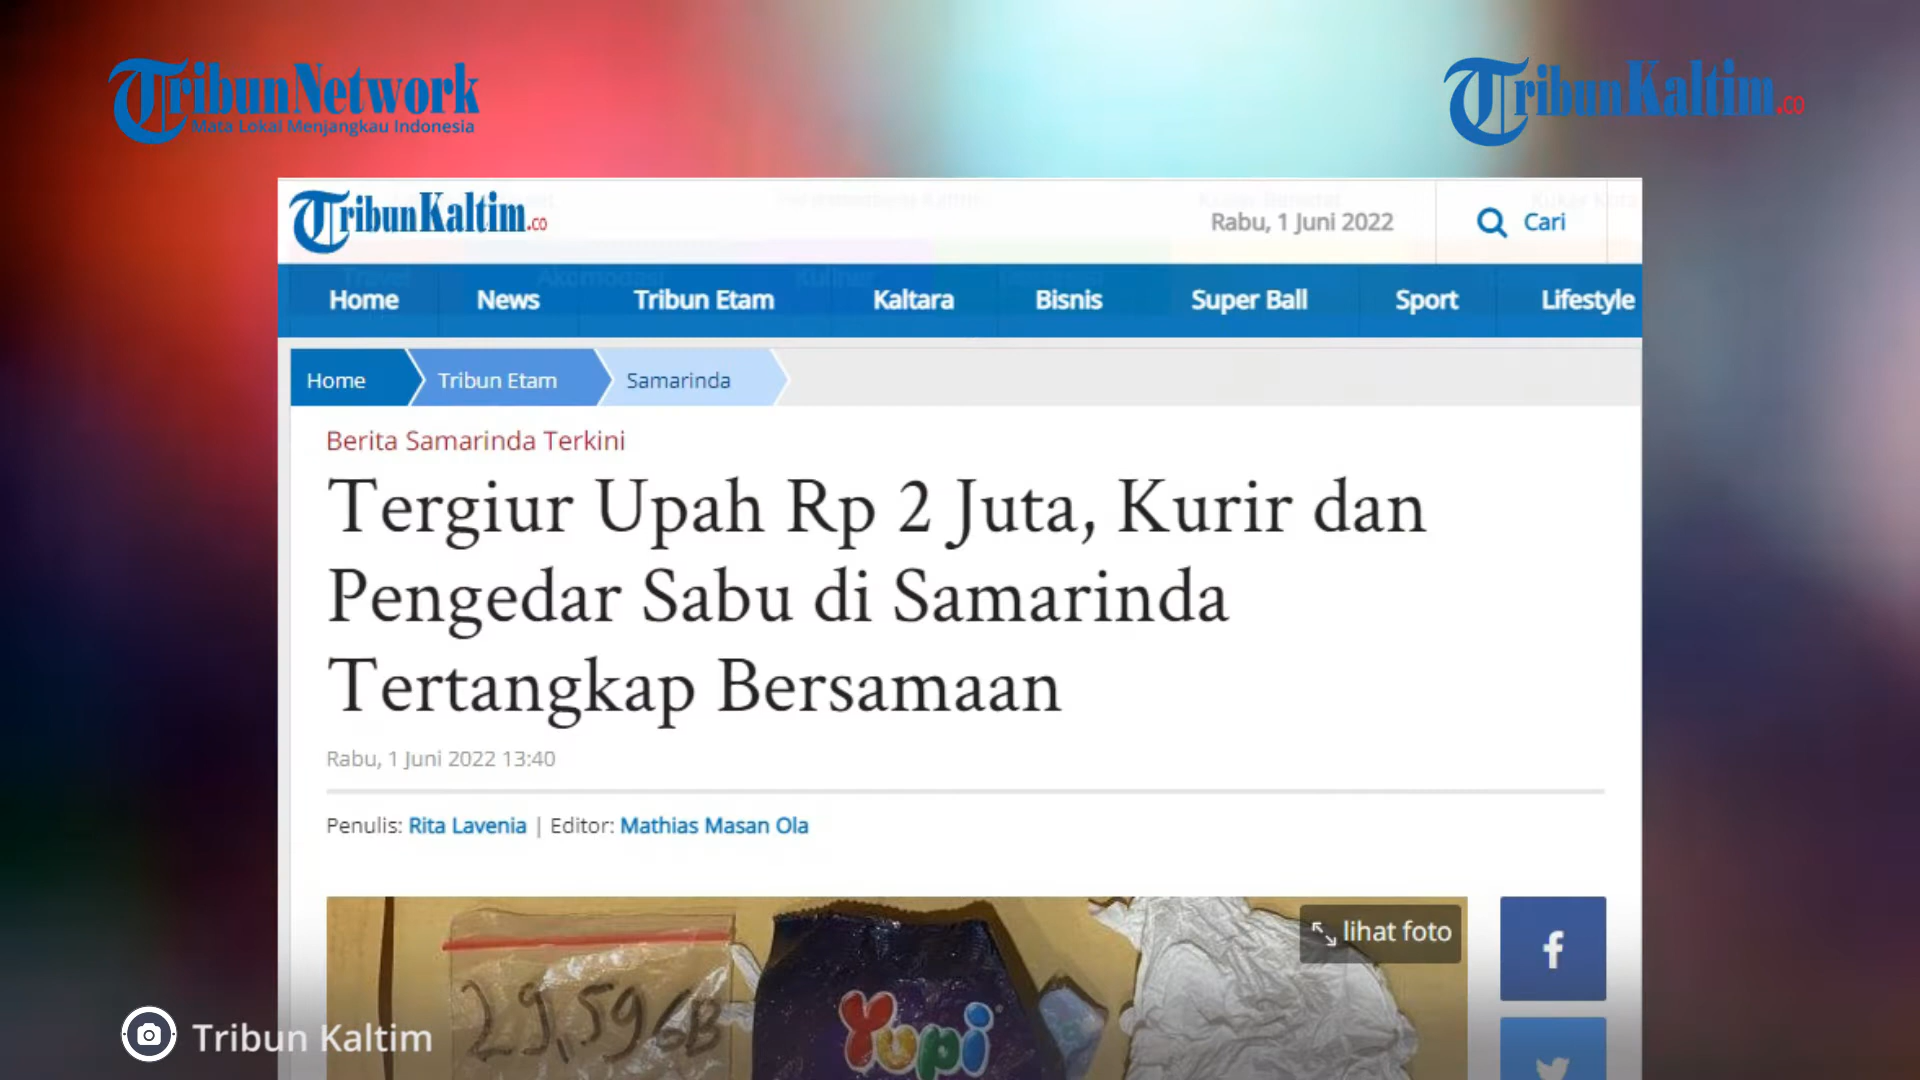 TribunNetwork
Mata Lokal Menjangkau Indonesia
TribunKaltim.co
TribunKaltim.co
Rabu, 1 Juni 2022
Cari
Home News Tribun Etam Kaltara Bisnis Super Ball Sport Lifestyle
Home Tribun Etam Samarinda
Berita Samarinda Terkini
Tergiur Upah Rp 2 Juta, Kurir dan
Pengedar Sabu di Samarinda
Tertangkap Bersamaan
Rabu, 1 Juni 2022 13:40
Penulis: Rita Lavenia | Editor: Mathias Masan Ola
lihat foto
29,59 GB
Yupi
Tribun Kaltim